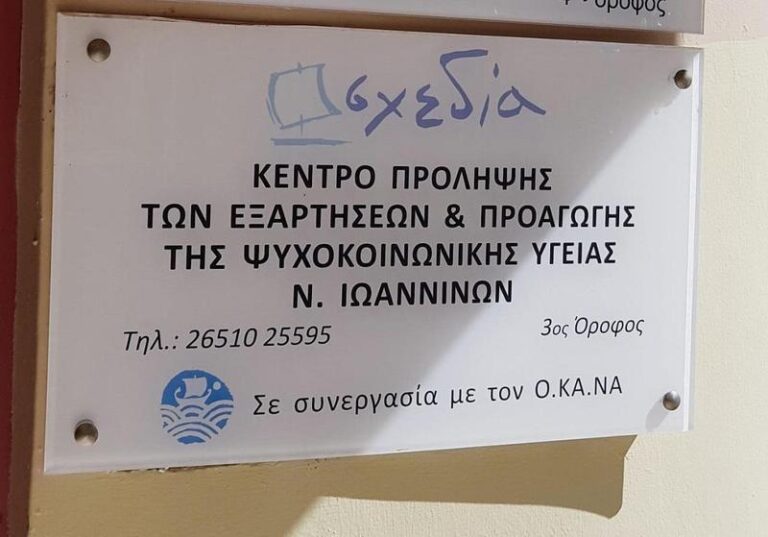 όροφος
σχεδία
ΚΕΝΤΡΟ ΠΡΟΛΗΨΗΣ
ΤΩΝ ΕΞΑΡΤΗΣΕΩΝ & ΠΡΟΑΓΩΓΗΣ
ΤΗΣ ΨΥΧΟΚΟΙΝΩΝΙΚΗΣ ΥΓΕΙΑΣ
Ν. ΙΩΑΝΝΙΝΩΝ
Τηλ.: 26510 25595 3ος Όροφος
Σε συνεργασία με τον Ο.ΚΑ.ΝΑ